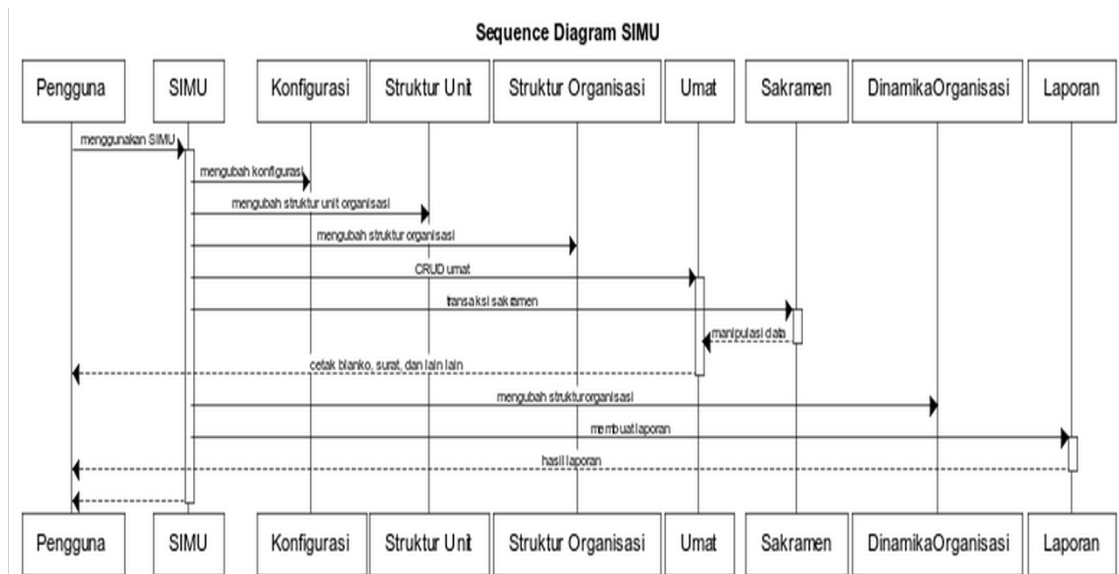 Sequence Diagram SIMU
Pengguna SIMU Konfigurasi Struktur Unit Struktur Organisasi Umat Sakramen DinamikaOrganisasi Laporan
menggunakan SIMU
mengubah konfigurasi
mengubah struktur unit organisasi
mengubah struktur organisasi
CRUD umat
transaksi sakramen
manipulasi data
cetak blanko, surat, dan lain lain
mengubah strukturorganisasi
membuat laporan
hasil laporan
Pengguna SIMU Konfigurasi Struktur Unit Struktur Organisasi Umat Sakramen DinamikaOrganisasi Laporan